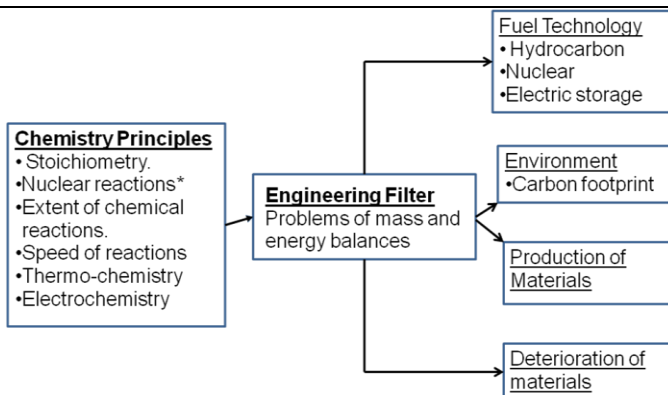 Chemistry Principles
• Stoichiometry.
•Nuclear reactions*
•Extent of chemical
reactions.
•Speed of reactions
•Thermo-chemistry
•Electrochemistry
Engineering Filter
Problems of mass and
energy balances
Fuel Technology
• Hydrocarbon
•Nuclear
•Electric storage
Environment
•Carbon footprint
Production of
Materials
Deterioration of
materials